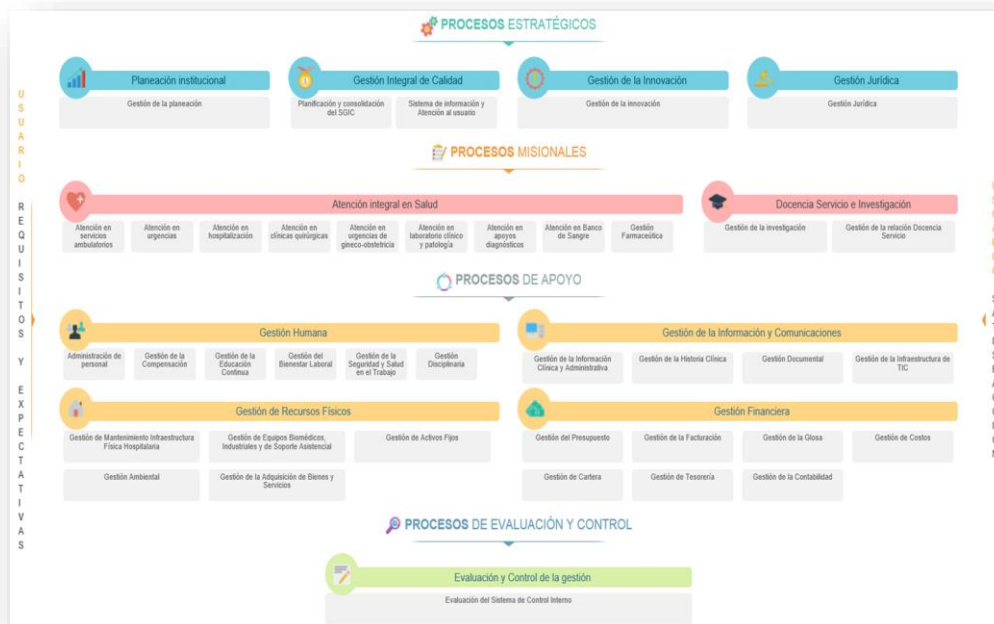 PROCESOS ESTRATÉGICOS
Planeación institucional
Gestión de la planeación
Gestión Integral de Calidad
Planificación y consolidación
del SGIC
Sistema de información y
Atención al usuario
Gestión de la Innovación
Gestión de la innovación
Gestión Jurídica
Gestión Jurídica
USUARIO REQUISITOS Y EXPECTATIVAS
PROCESOS MISIONALES
Atención integral en Salud
Atención en
servicios
ambulatorios
Atención en
urgencias
Atención en
hospitalización
Atención en
clínicas quirúrgicas
Atención en
urgencias de
gineco-obstetricia
Atención en
laboratorio clínico
y patología
Atención en
apoyos
diagnósticos
Atención en Banco
de Sangre
Gestión
Farmaceútica
Docencia Servicio e Investigación
Gestión de la investigación
Gestión de la relación Docencia
Servicio
PROCESOS DE APOYO
Gestión Humana
Administración de
personal
Gestión de la
Compensación
Gestión de la
Educación
Continua
Gestión del
Bienestar Laboral
Gestión de la
Seguridad y Salud
en el Trabajo
Gestión
Disciplinaria
Gestión de la Información y Comunicaciones
Gestión de la Información
Clínica y Administrativa
Gestión de la Historia Clínica
Gestión Documental
Gestión de la Infraestructura de
TIC
Gestión de Recursos Físicos
Gestión de Mantenimiento Infraestructura
Física Hospitalaria
Gestión de Equipos Biomédicos,
Industriales y de Soporte Asistencial
Gestión de Activos Fijos
Gestión Ambiental
Gestión de la Adquisición de Bienes y
Servicios
Gestión Financiera
Gestión del Presupuesto
Gestión de la Facturación
Gestión de la Glosa
Gestión de Costos
Gestión de Cartera
Gestión de Tesorería
Gestión de la Contabilidad
PROCESOS DE EVALUACIÓN Y CONTROL
Evaluación y Control de la gestión
Evaluación del Sistema de Control Interno